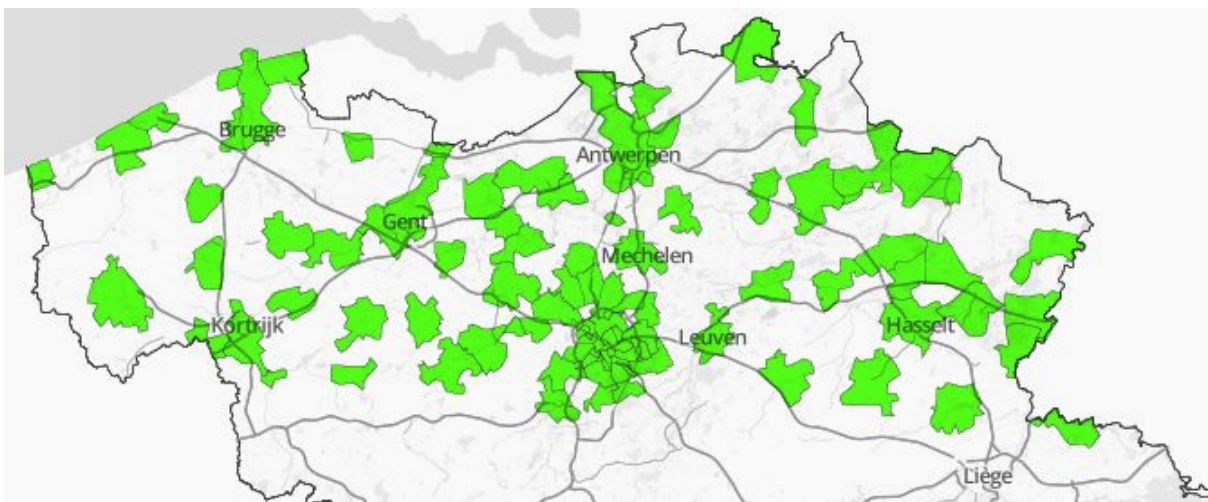 Brugge
Antwerpen
Gent
Mechelen
Kortrijk
Leuven
Hasselt
Liège